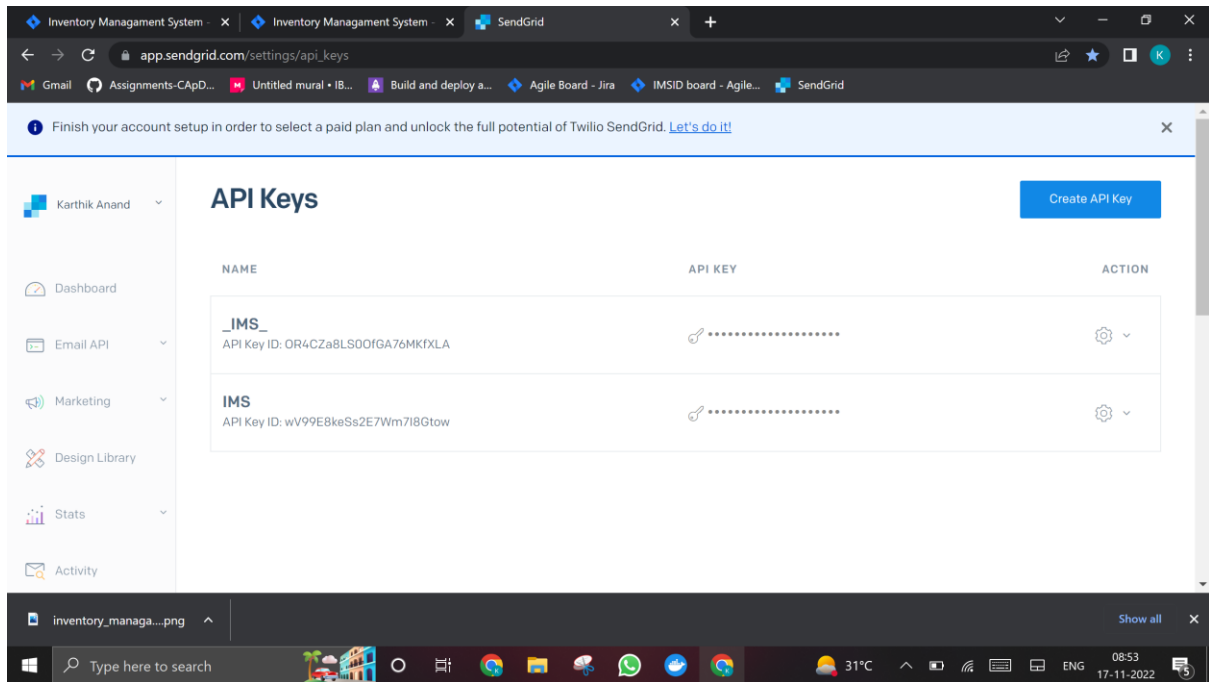 Inventory Managament System -
Inventory Managament System -
SendGrid
app.sendgrid.com/settings/api_keys
K
Gmail
Assignments-CApD...
Untitled mural • IB...
Build and deploy a...
Agile Board - Jira
IMSID board - Agile...
SendGrid
Finish your account setup in order to select a paid plan and unlock the full potential of Twilio SendGrid. Let's do it!
Karthik Anand
API Keys
Create API Key
NAME
API KEY
ACTION
Dashboard
_IMS_
API Key ID: OR4CZa8LS0OfGA76MKfXLA
Email API
Marketing
IMS
API Key ID: wV99E8keSs2E7Wm7I8Gtow
Design Library
Stats
Activity
inventory_managa....png
Show all
Type here to search
31°C
ENG
08:53
17-11-2022
5